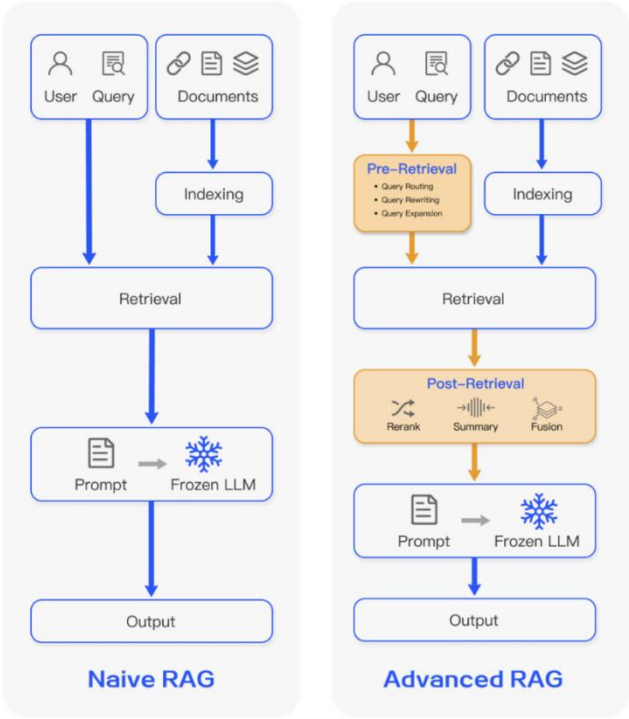 User Query
Documents
Indexing
Retrieval
Prompt
Frozen LLM
Output
Naive RAG
User Query
Documents
Pre-Retrieval
• Query Routing
• Query Rewriting
• Query Expansion
Indexing
Retrieval
Post-Retrieval
Rerank
Summary
Fusion
Prompt
Frozen LLM
Output
Advanced RAG